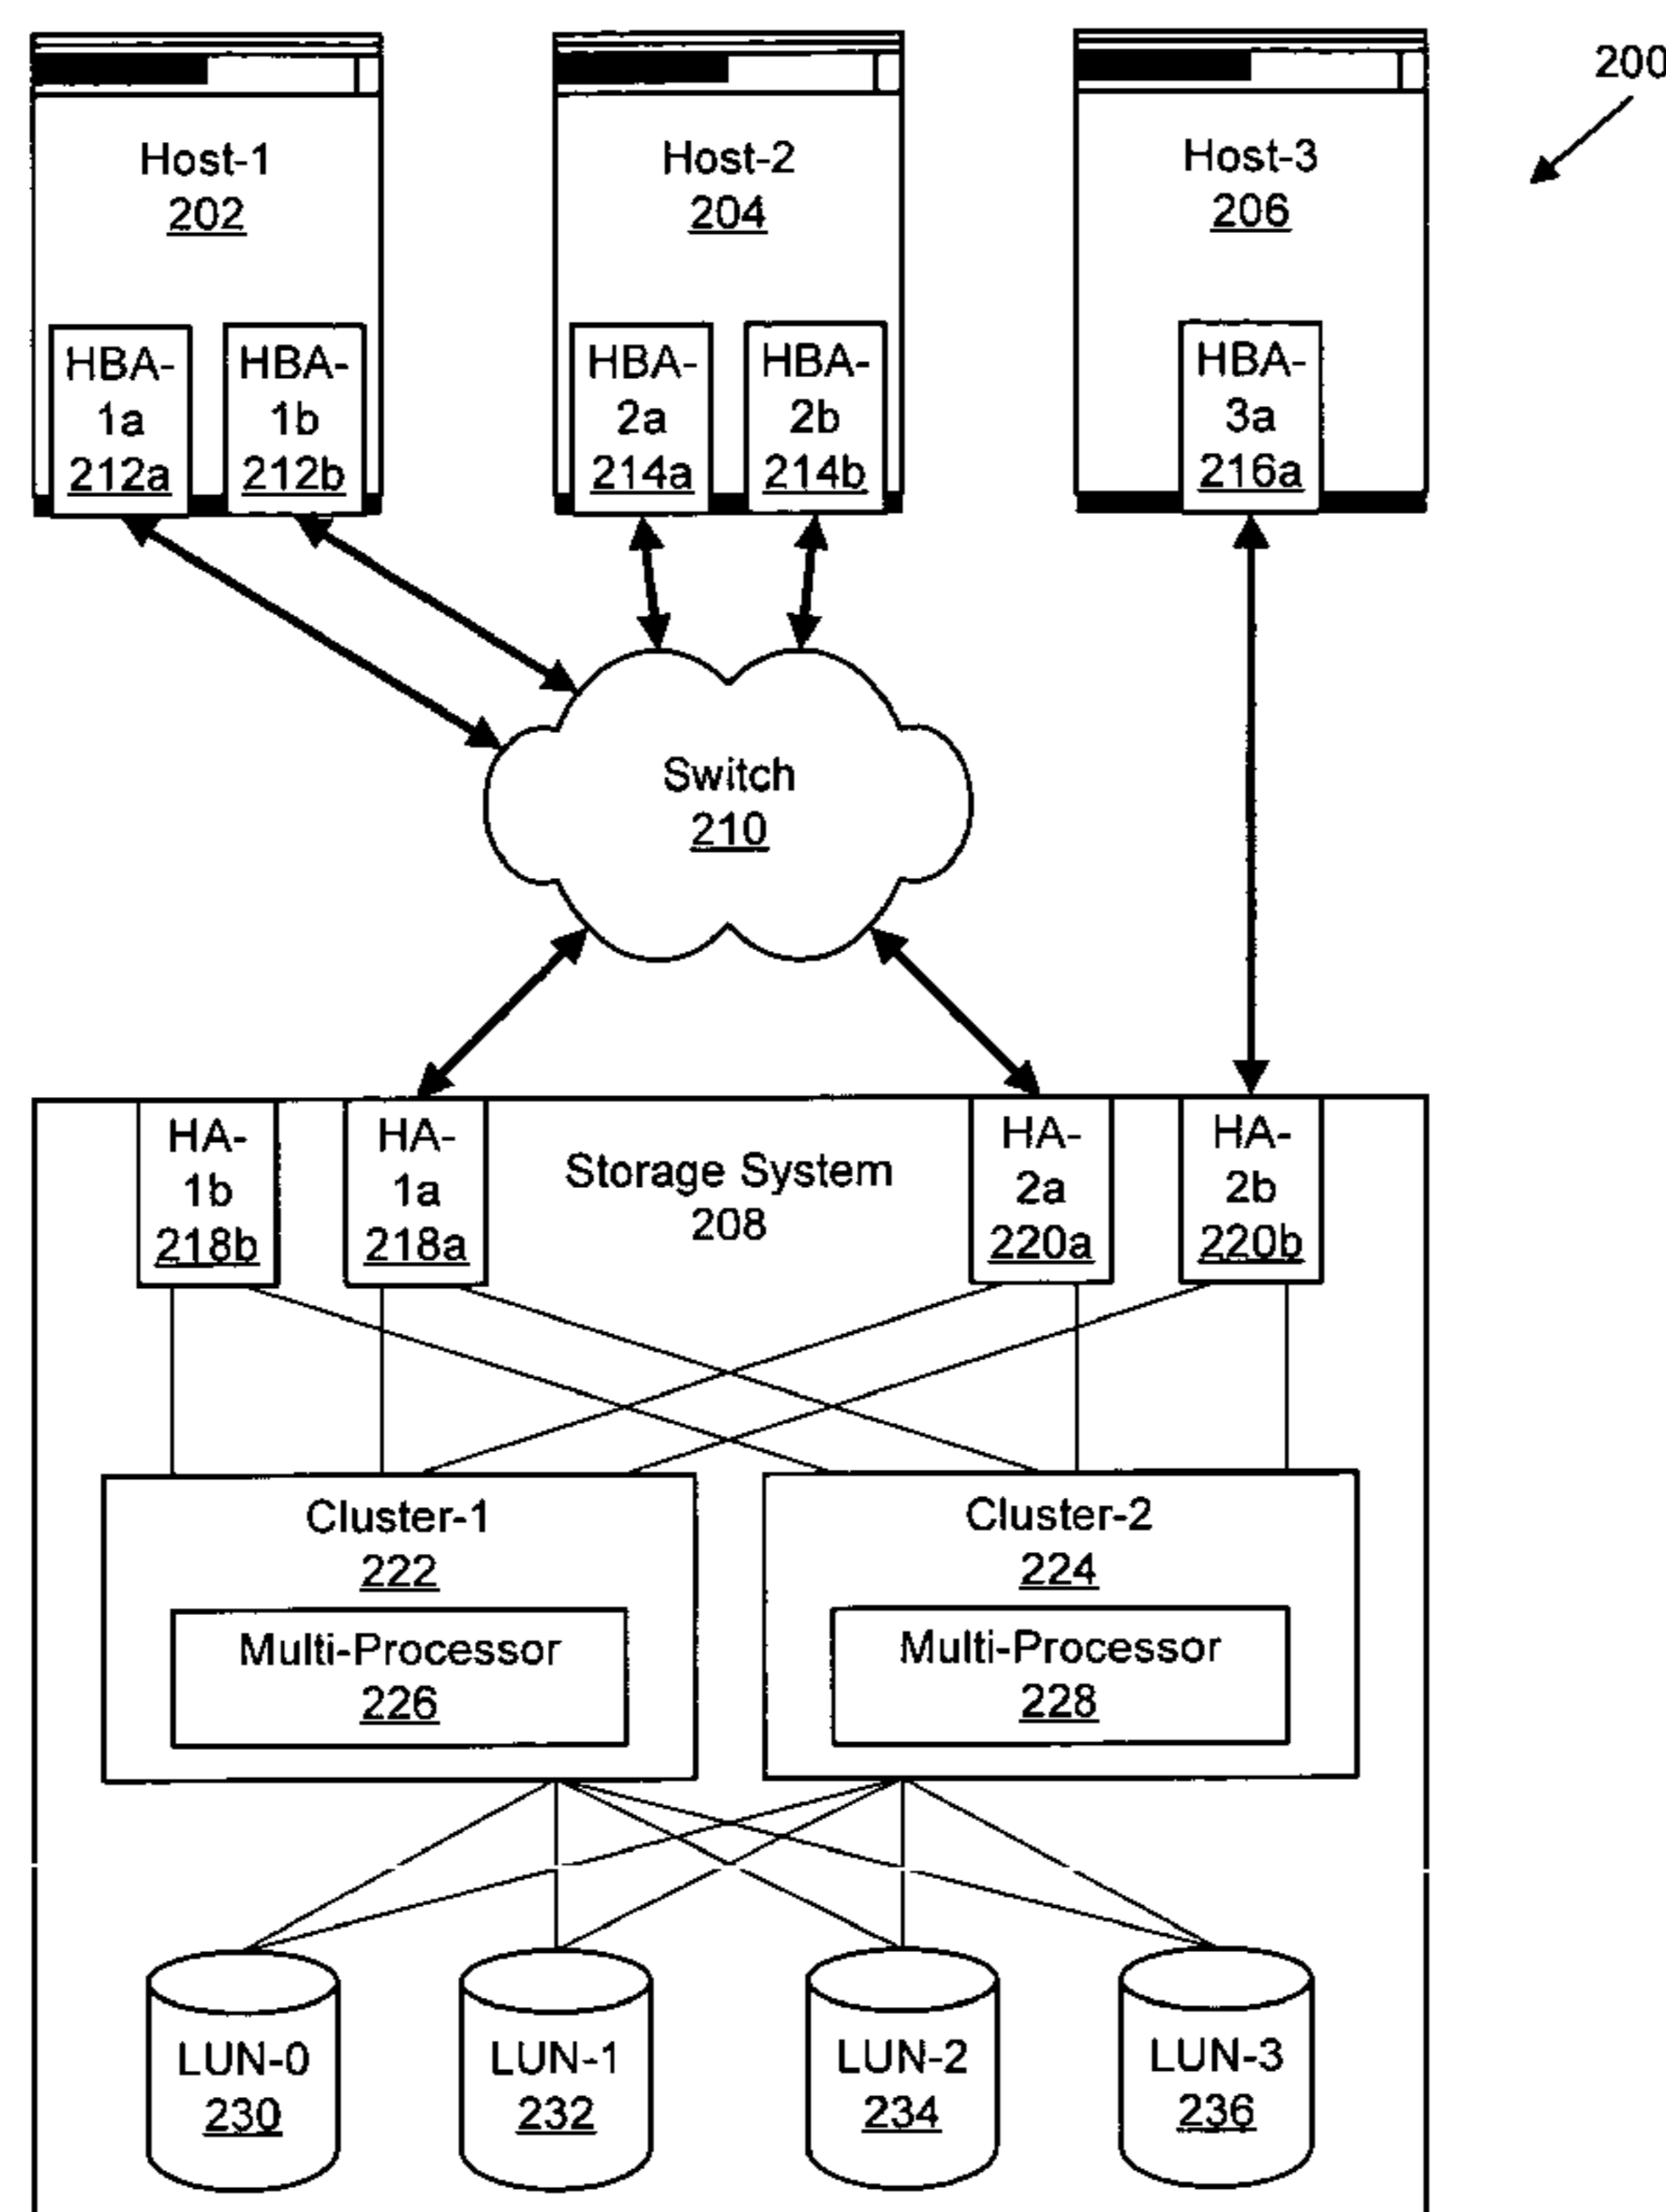 200
Host-1
202
Host-2
204
Host-3
206
HBA-
1a
212a
HBA-
1b
212b
HBA-
2a
214a
HBA-
2b
214b
HBA-
3a
216a
Switch
210
HA-
1b
218b
HA-
1a
218a
Storage System
208
HA-
2a
220a
HA-
2b
220b
Cluster-1
222
Multi-Processor
226
Cluster-2
224
Multi-Processor
228
LUN-0
230
LUN-1
232
LUN-2
234
LUN-3
236